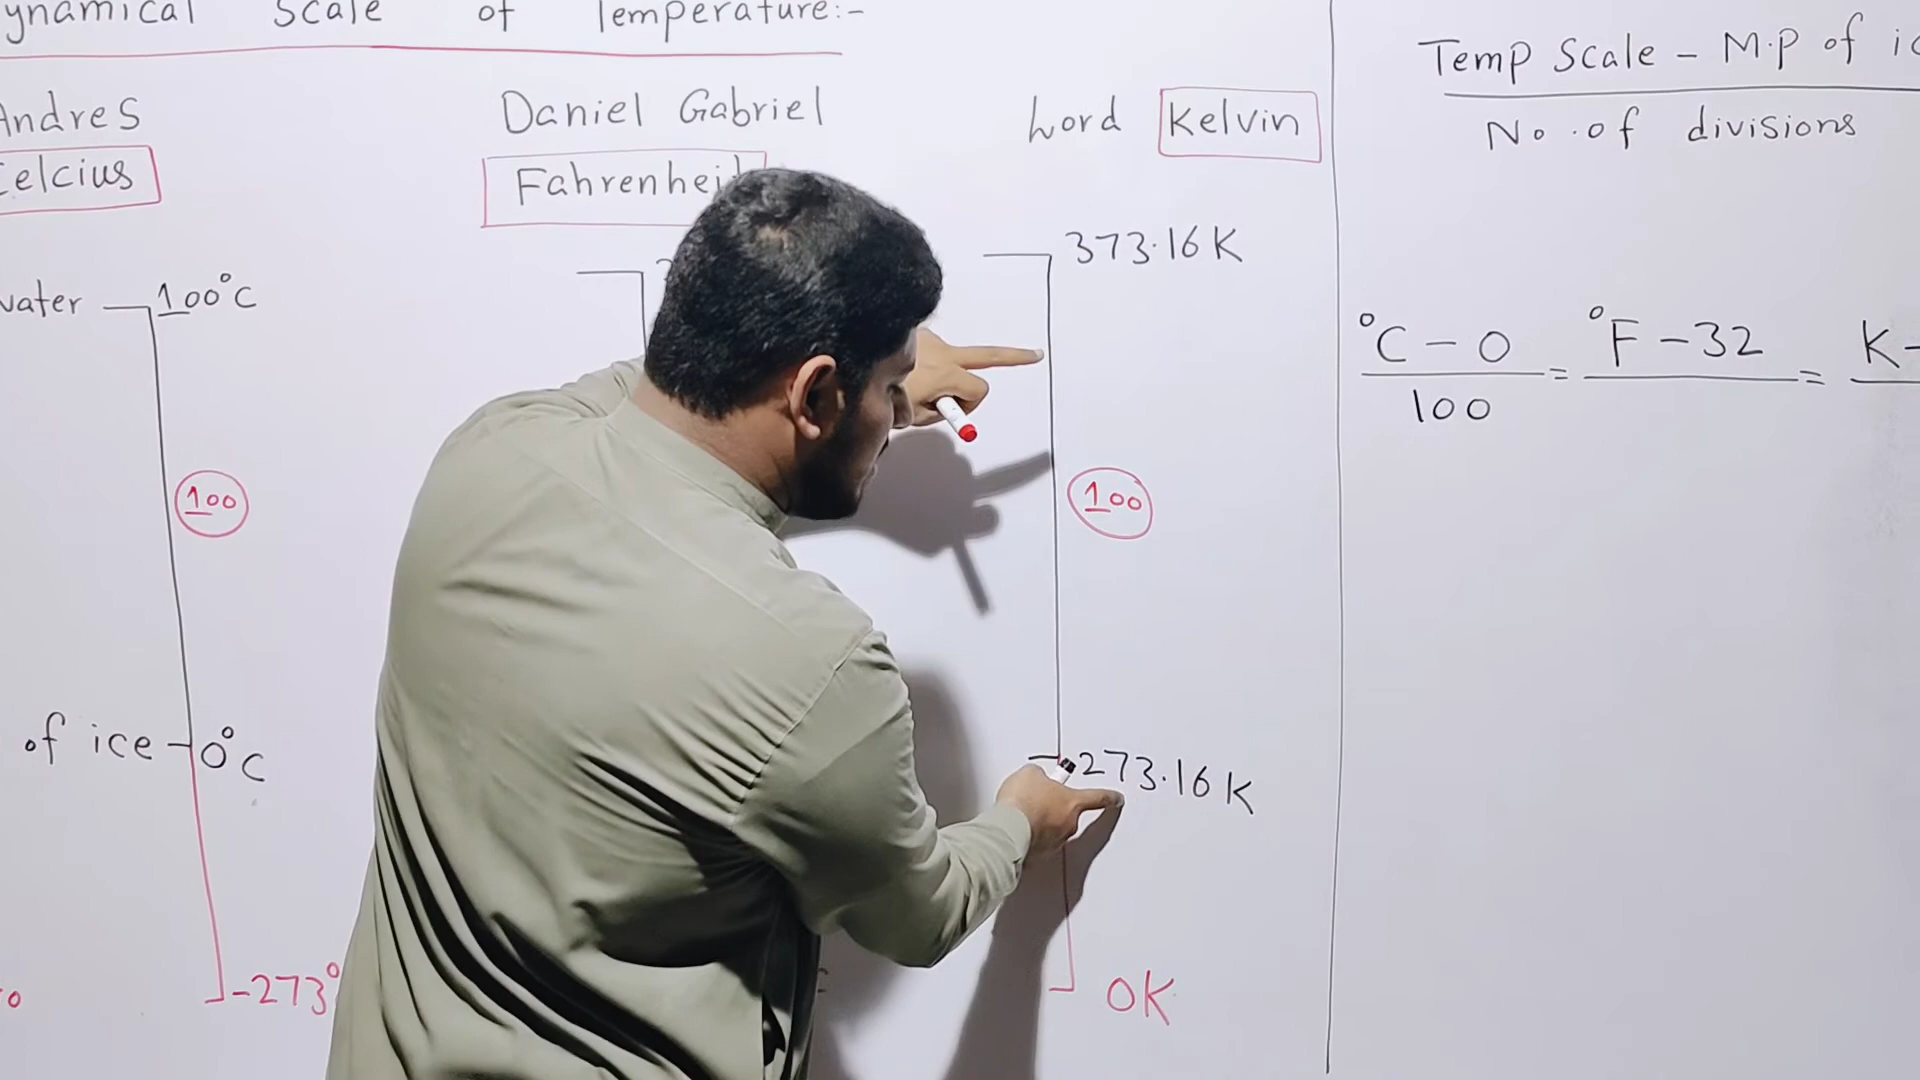 ynamical Scale of Temperature:-
Andres
Celcius
Daniel Gabriel
Fahrenheit
Lord Kelvin
water 100°C
100
of ice 0°C
-273°
373.16 K
100
273.16 K
0K
Temp Scale - M.P of ic
No. of divisions
°C - 0 / 100 = °F - 32 = K -